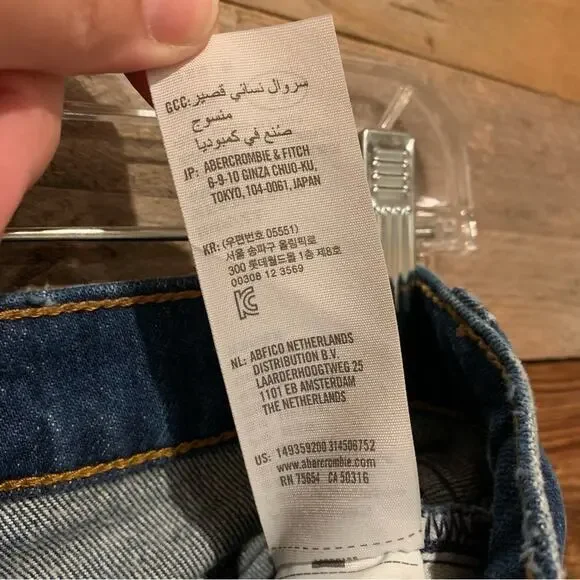 GCC: سروال نسائي قصير
منسوج
صنع في كمبوديا
JP: ABERCROMBIE & FITCH
6-9-10 GINZA CHUO-KU,
TOKYO, 104-0061, JAPAN
KR: (우편번호 05551)
서울 송파구 올림픽로
300 롯데월드몰 1층 제8호
00308 12 3569
KC
NL: ABFICO NETHERLANDS
DISTRIBUTION B.V.
LAARDERHOOGTWEG 25
1101 EB AMSTERDAM
THE NETHERLANDS
US: 149359200 314506752
www.abercrombie.com
RN 75654 CA 50316